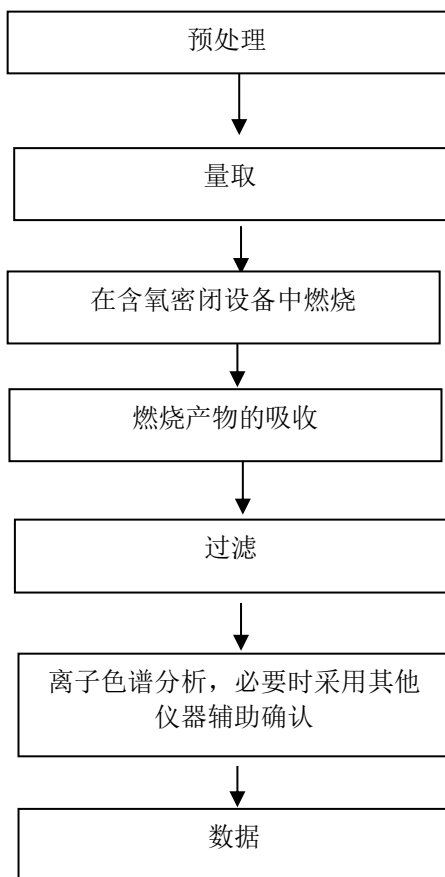 预处理
量取
在含氧密闭设备中燃烧
燃烧产物的吸收
过滤
离子色谱分析，必要时采用其他
仪器辅助确认
数据